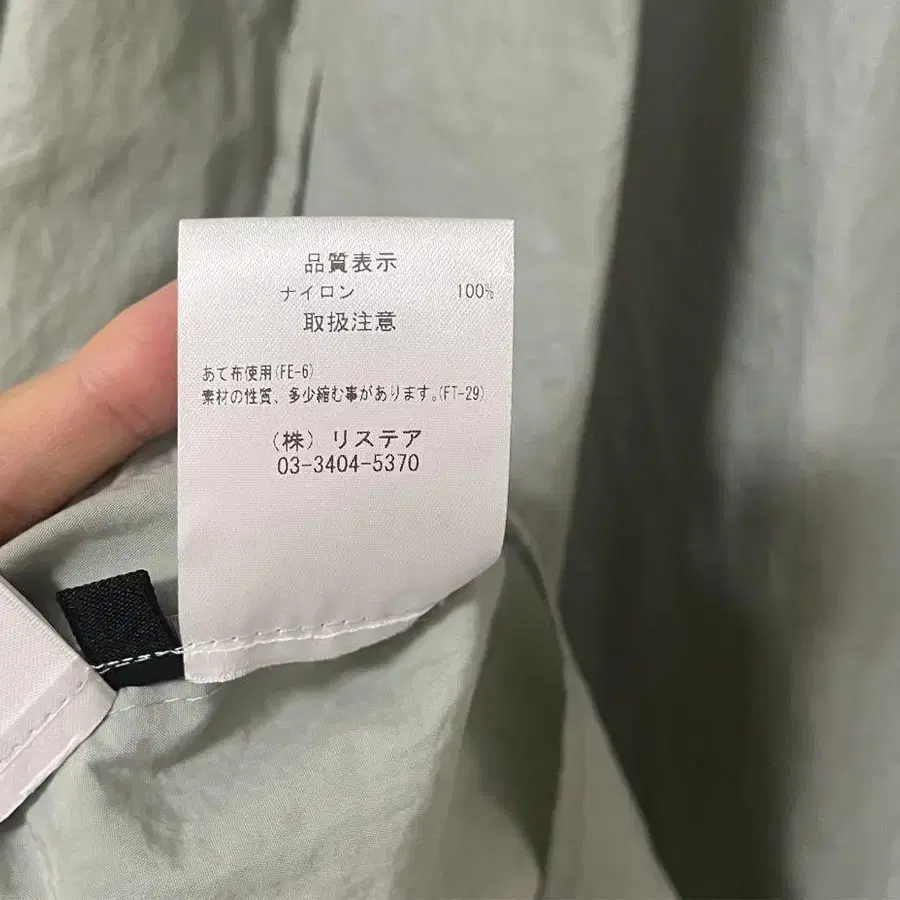 品質表示
ナイロン 100%
取扱注意
あて布使用(FE-6)
素材の性質、多少縮む事があります。(FT-29)
(株) リステア
03-3404-5370